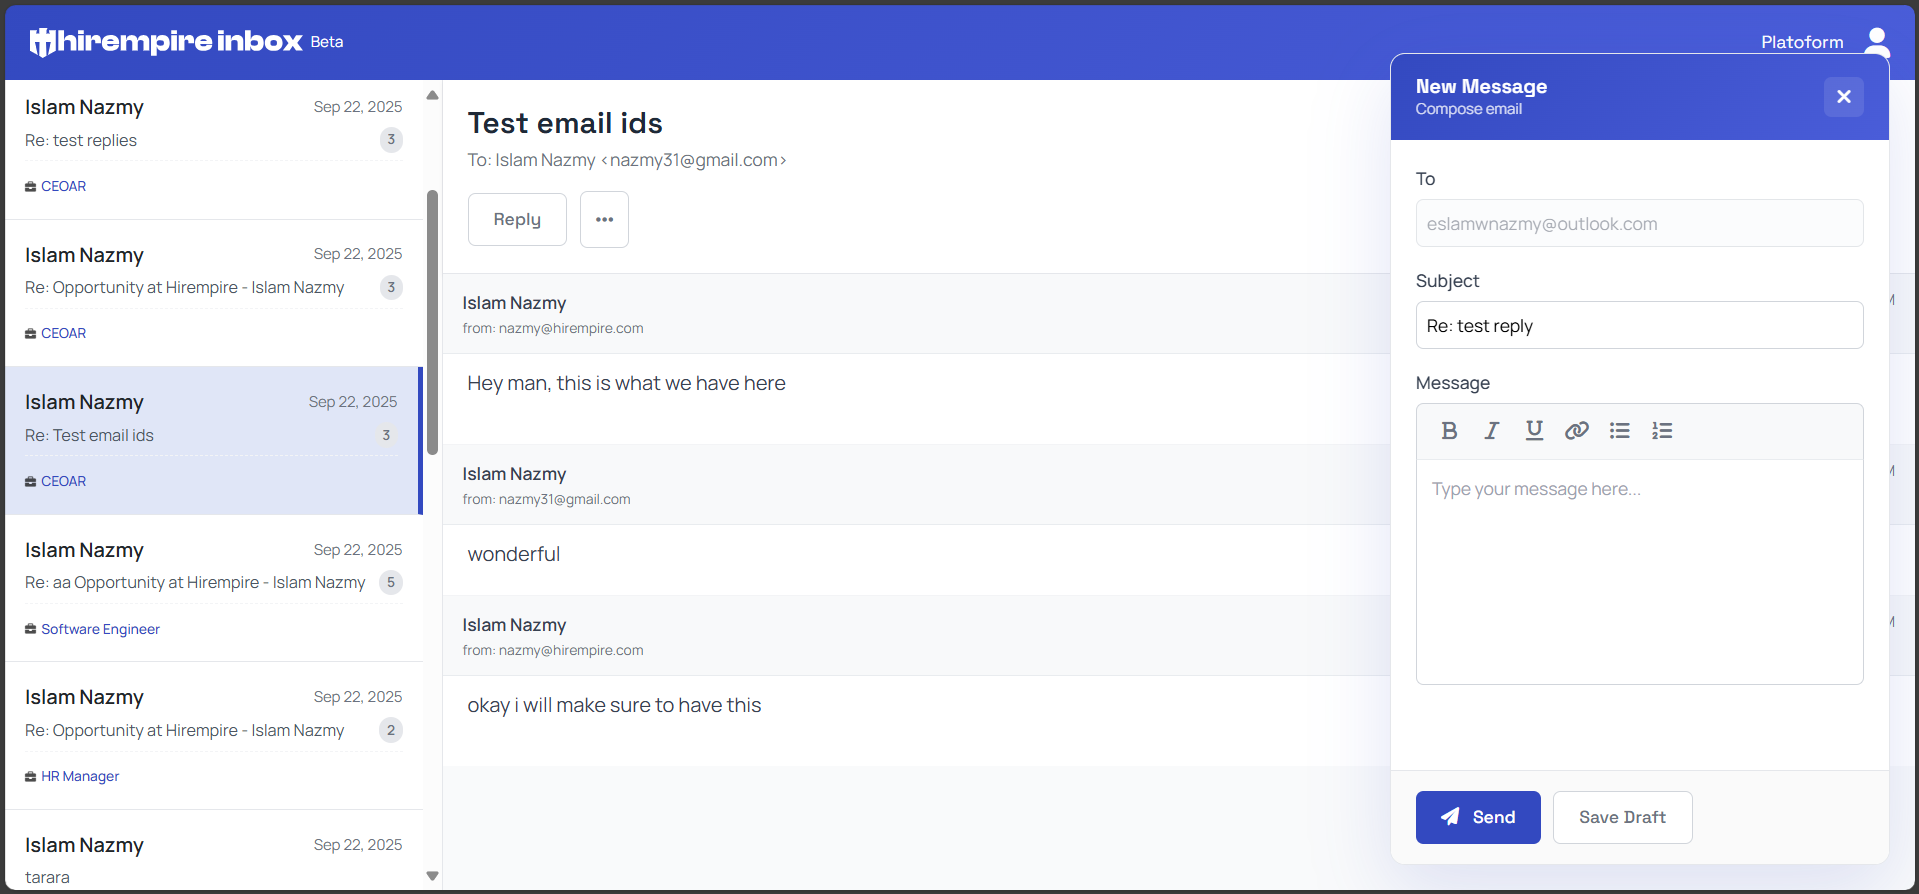 hirempire inbox Beta
Platoform
Islam Nazmy Sep 22, 2025
Re: test replies 3
CEOAR
Islam Nazmy Sep 22, 2025
Re: Opportunity at Hirempire - Islam Nazmy 3
CEOAR
Islam Nazmy Sep 22, 2025
Re: Test email ids 3
CEOAR
Islam Nazmy Sep 22, 2025
Re: aa Opportunity at Hirempire - Islam Nazmy 5
Software Engineer
Islam Nazmy Sep 22, 2025
Re: Opportunity at Hirempire - Islam Nazmy 2
HR Manager
Islam Nazmy Sep 22, 2025
tarara
Test email ids
To: Islam Nazmy <nazmy31@gmail.com>
Reply
Islam Nazmy
from: nazmy@hirempire.com
Hey man, this is what we have here
Islam Nazmy
from: nazmy31@gmail.com
wonderful
Islam Nazmy
from: nazmy@hirempire.com
okay i will make sure to have this
New Message
Compose email
To
eslamwnazmy@outlook.com
Subject
Re: test reply
Message
B I U
Type your message here...
Send Save Draft